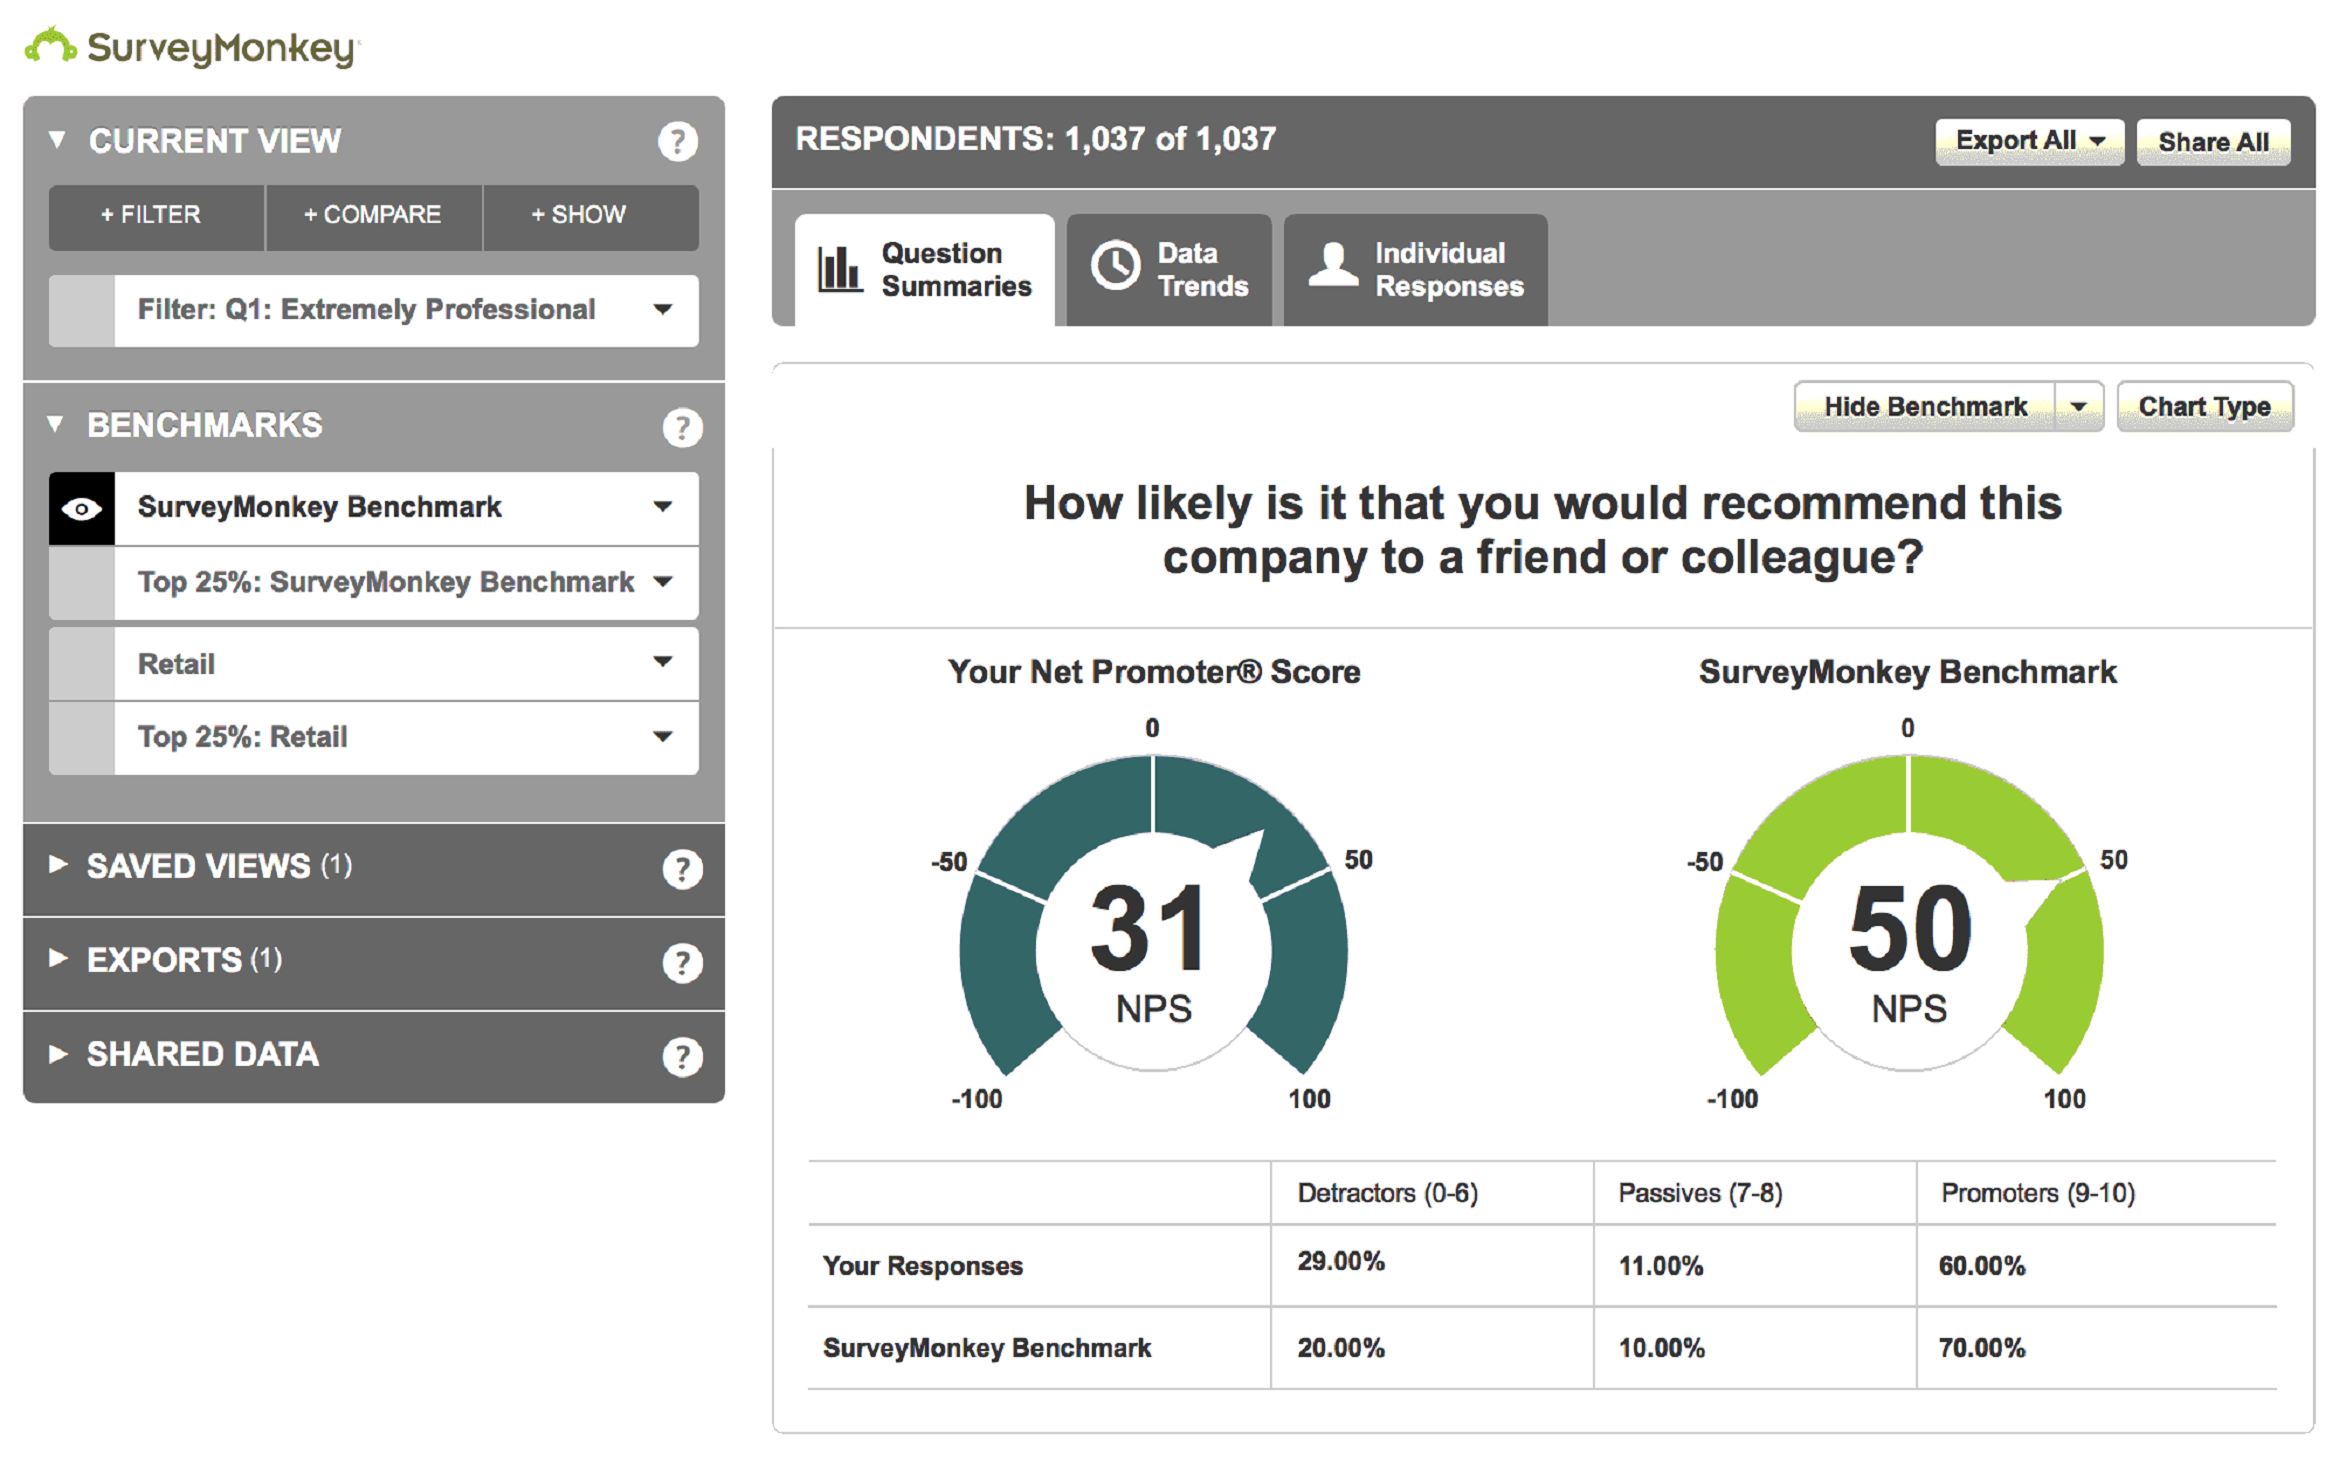 SurveyMonkey
CURRENT VIEW
?
+ FILTER
+ COMPARE
+ SHOW
Filter: Q1: Extremely Professional
BENCHMARKS
?
SurveyMonkey Benchmark
Top 25%: SurveyMonkey Benchmark
Retail
Top 25%: Retail
SAVED VIEWS (1)
?
EXPORTS (1)
?
SHARED DATA
?
RESPONDENTS: 1,037 of 1,037
Export All
Share All
Question
Summaries
Data
Trends
Individual
Responses
Hide Benchmark
Chart Type
How likely is it that you would recommend this
company to a friend or colleague?
Your Net Promoter® Score
0
-50
50
31
NPS
-100
100
SurveyMonkey Benchmark
0
-50
50
50
NPS
-100
100
Detractors (0-6)
Passives (7-8)
Promoters (9-10)
Your Responses
29.00%
11.00%
60.00%
SurveyMonkey Benchmark
20.00%
10.00%
70.00%